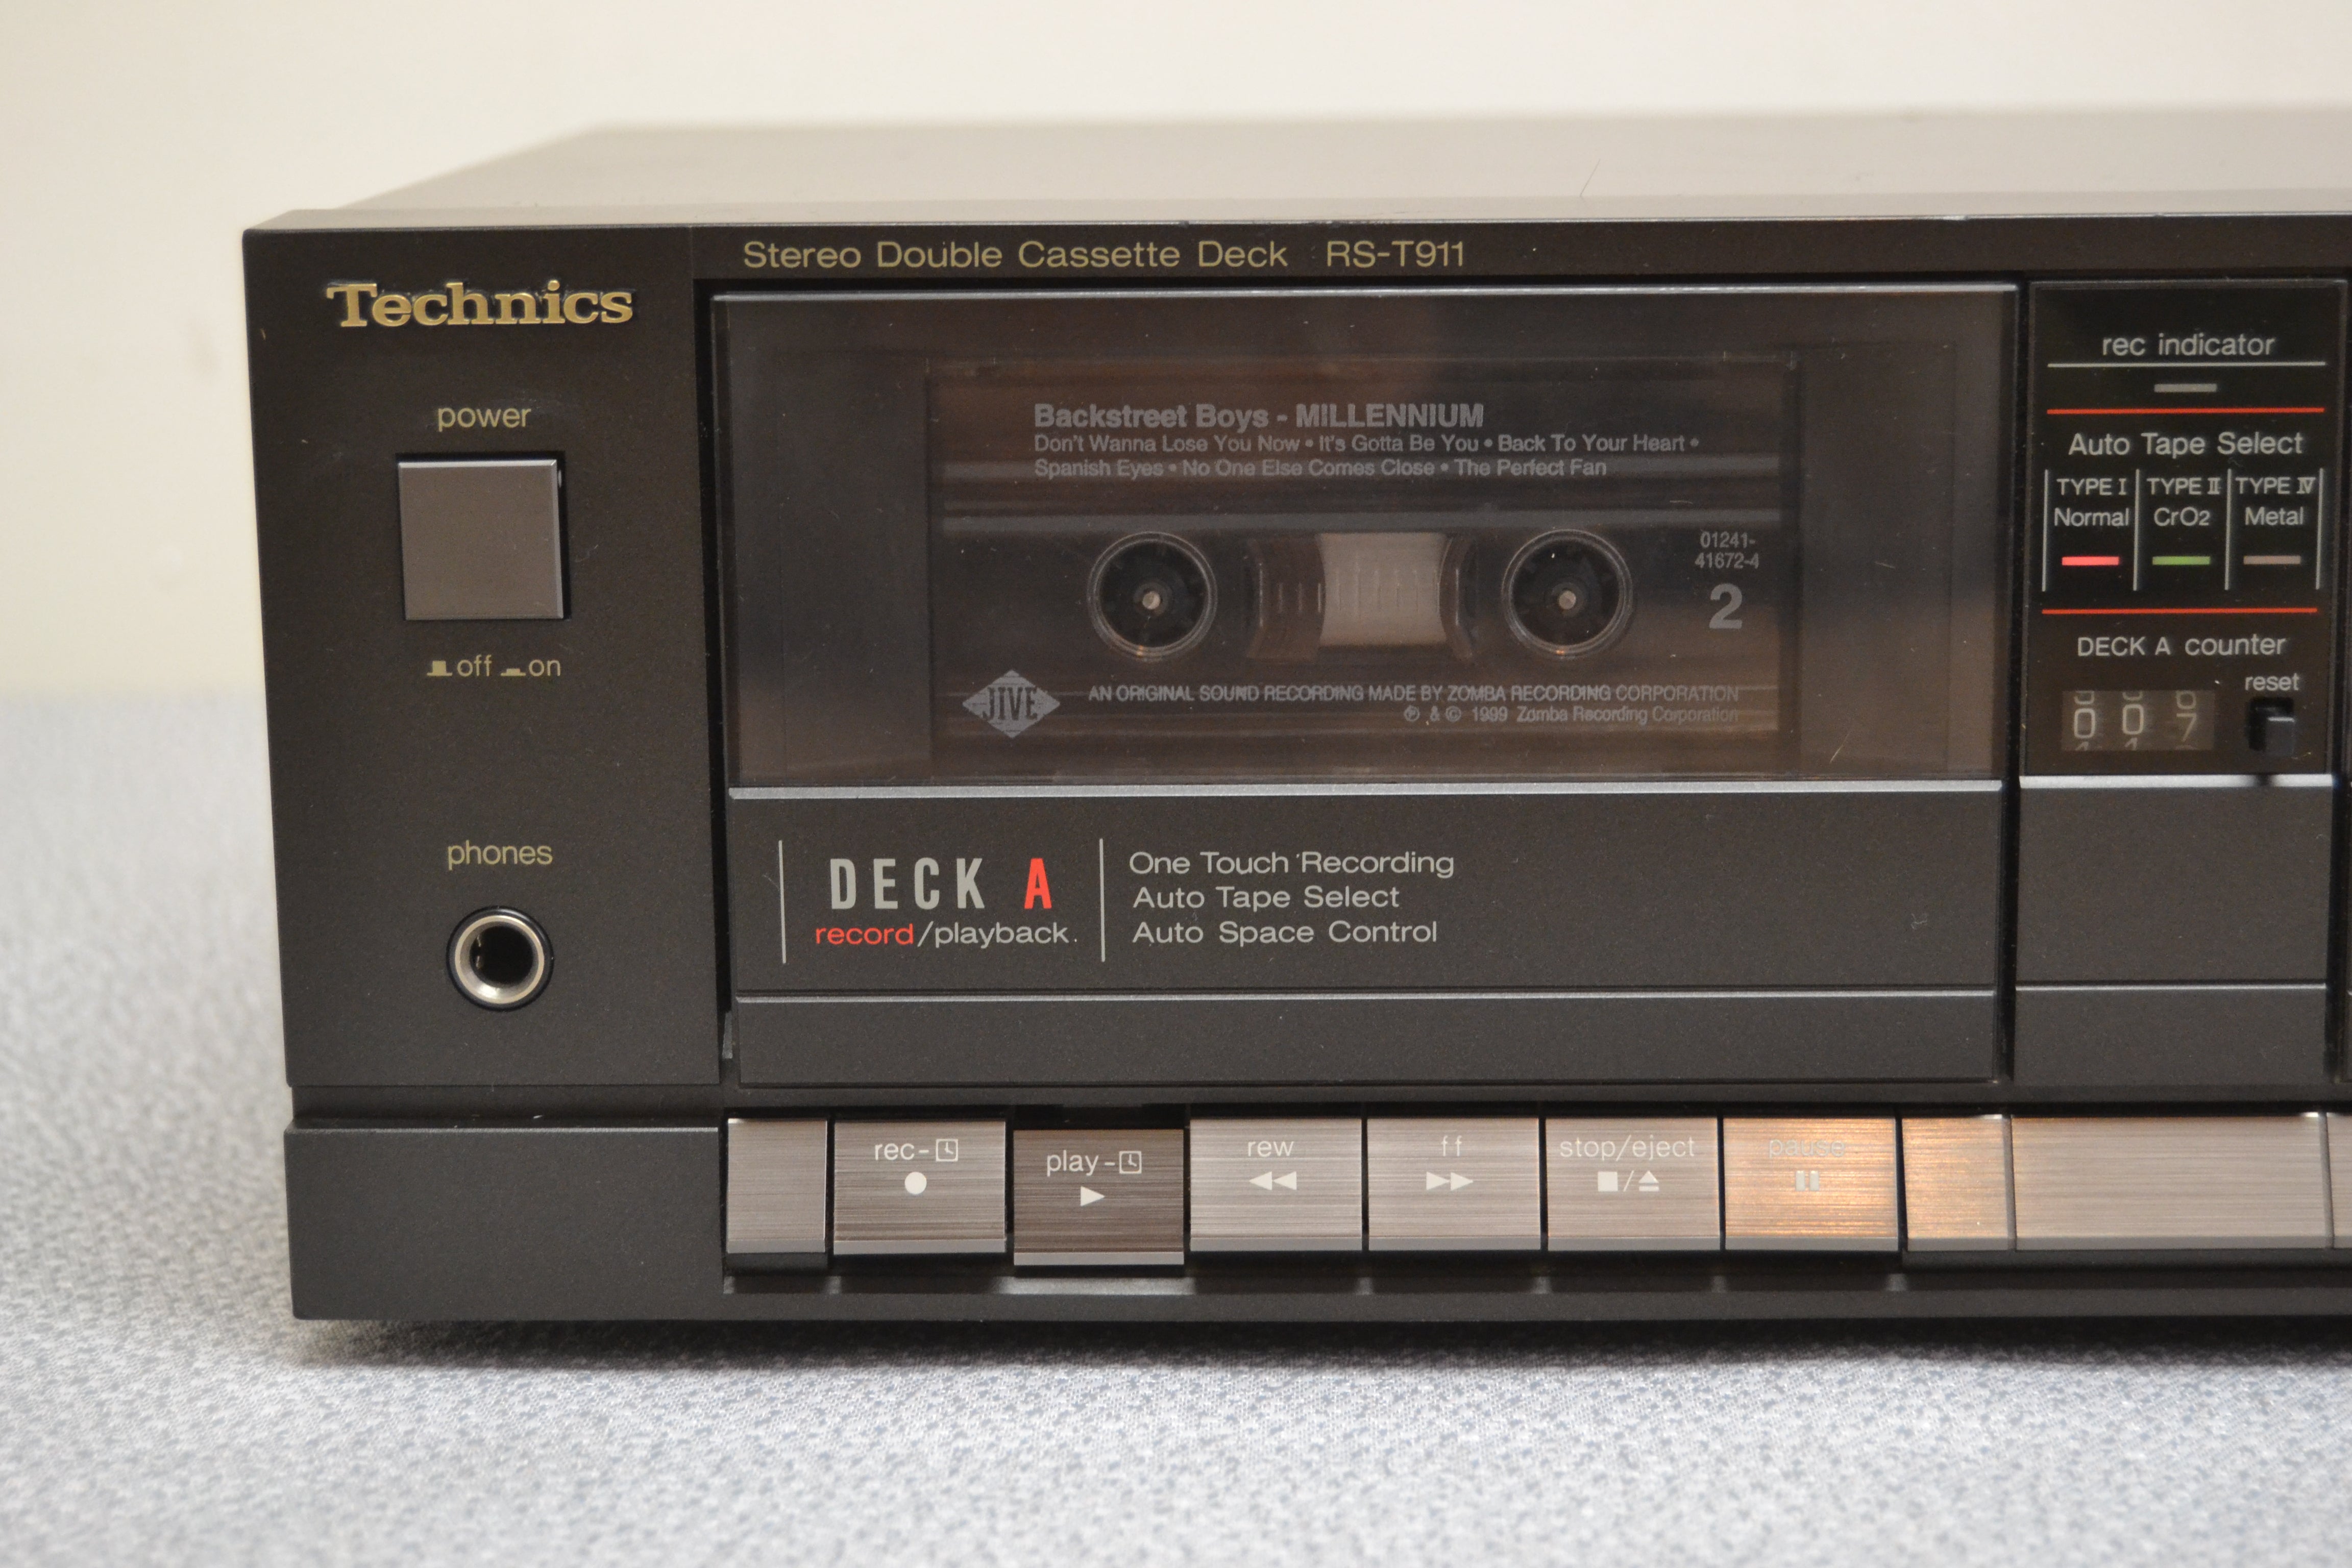 Stereo Double Cassette Deck RS-T911
Technics
power
off on
phones
Backstreet Boys - MILLENNIUM
Don't Wanna Lose You Now • It's Gotta Be You • Back To Your Heart •
Spanish Eyes • No One Else Comes Close • The Perfect Fan
01241-
41672-4
2
JIVE
AN ORIGINAL SOUND RECORDING MADE BY ZOMBA RECORDING CORPORATION
℗ & © 1999 Zomba Recording Corporation
DECK A
record/playback
One Touch Recording
Auto Tape Select
Auto Space Control
rec indicator
Auto Tape Select
TYPE I TYPE II TYPE IV
Normal CrO2 Metal
DECK A counter
reset
0 0 7
rec-
play-
rew
ff
stop/eject
pause